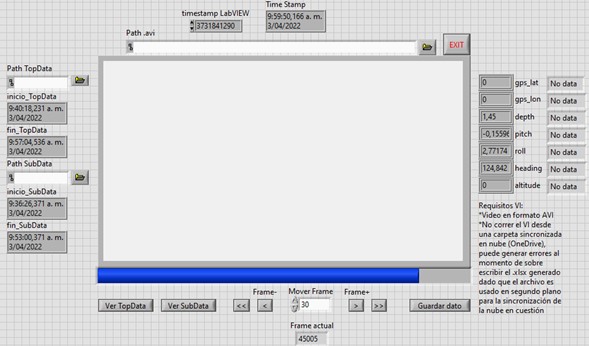 timestamp LabVIEW
3731841290
Time Stamp
9:59:50,166 a. m.
3/04/2022
Path .avi
EXIT
Path TopData
inicio_TopData
9:40:18,231 a. m.
3/04/2022
fin_TopData
9:57:04,536 a. m.
3/04/2022
Path SubData
inicio_SubData
9:36:26,371 a. m.
3/04/2022
fin_SubData
9:53:00,371 a. m.
3/04/2022
0 gps_lat No data
0 gps_lon No data
1,45 depth No data
-0,15596 pitch No data
2,77174 roll No data
124,842 heading No data
0 altitude No data
Requisitos VI:
*Video en formato AVI
*No correr el VI desde
una carpeta sincronizada
en nube (OneDrive),
puede generar errores al
momento de sobre
escribir el .xlsx generado
dado que el archivo es
usado en segundo plano
para la sincronización de
la nube en cuestión
Frame- Mover Frame Frame+
Ver TopData Ver SubData << < 30 > >> Guardar dato
Frame actual
45005